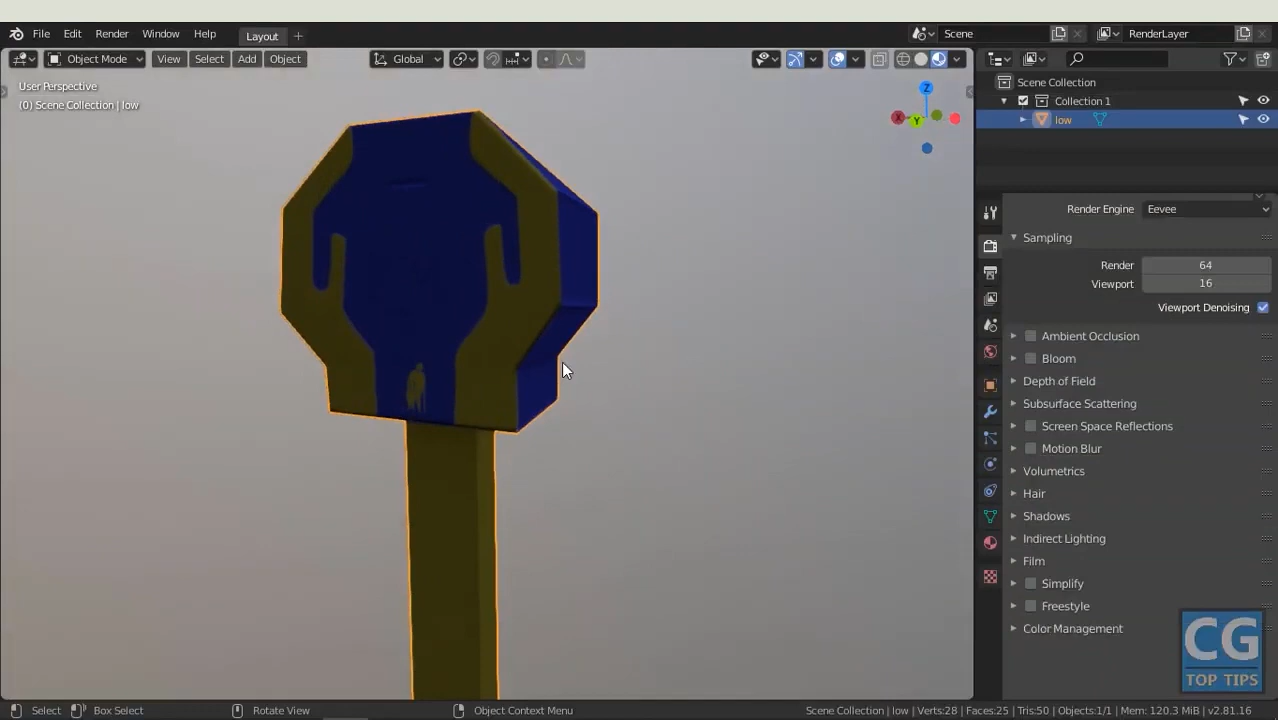 File Edit Render Window Help Layout + Scene RenderLayer
Object Mode View Select Add Object Global
User Perspective
(0) Scene Collection | low
Z
X
Y
Scene Collection
Collection 1
low
Render Engine Eevee
Sampling
Render 64
Viewport 16
Viewport Denoising
Ambient Occlusion
Bloom
Depth of Field
Subsurface Scattering
Screen Space Reflections
Motion Blur
Volumetrics
Hair
Shadows
Indirect Lighting
Film
Simplify
Freestyle
Color Management
CG
TOP TIPS
Select Box Select Rotate View Object Context Menu Scene Collection | low | Verts:28 | Faces:25 | Tris:50 | Objects:1/1 | Mem: 120.3 MiB | v2.81.16